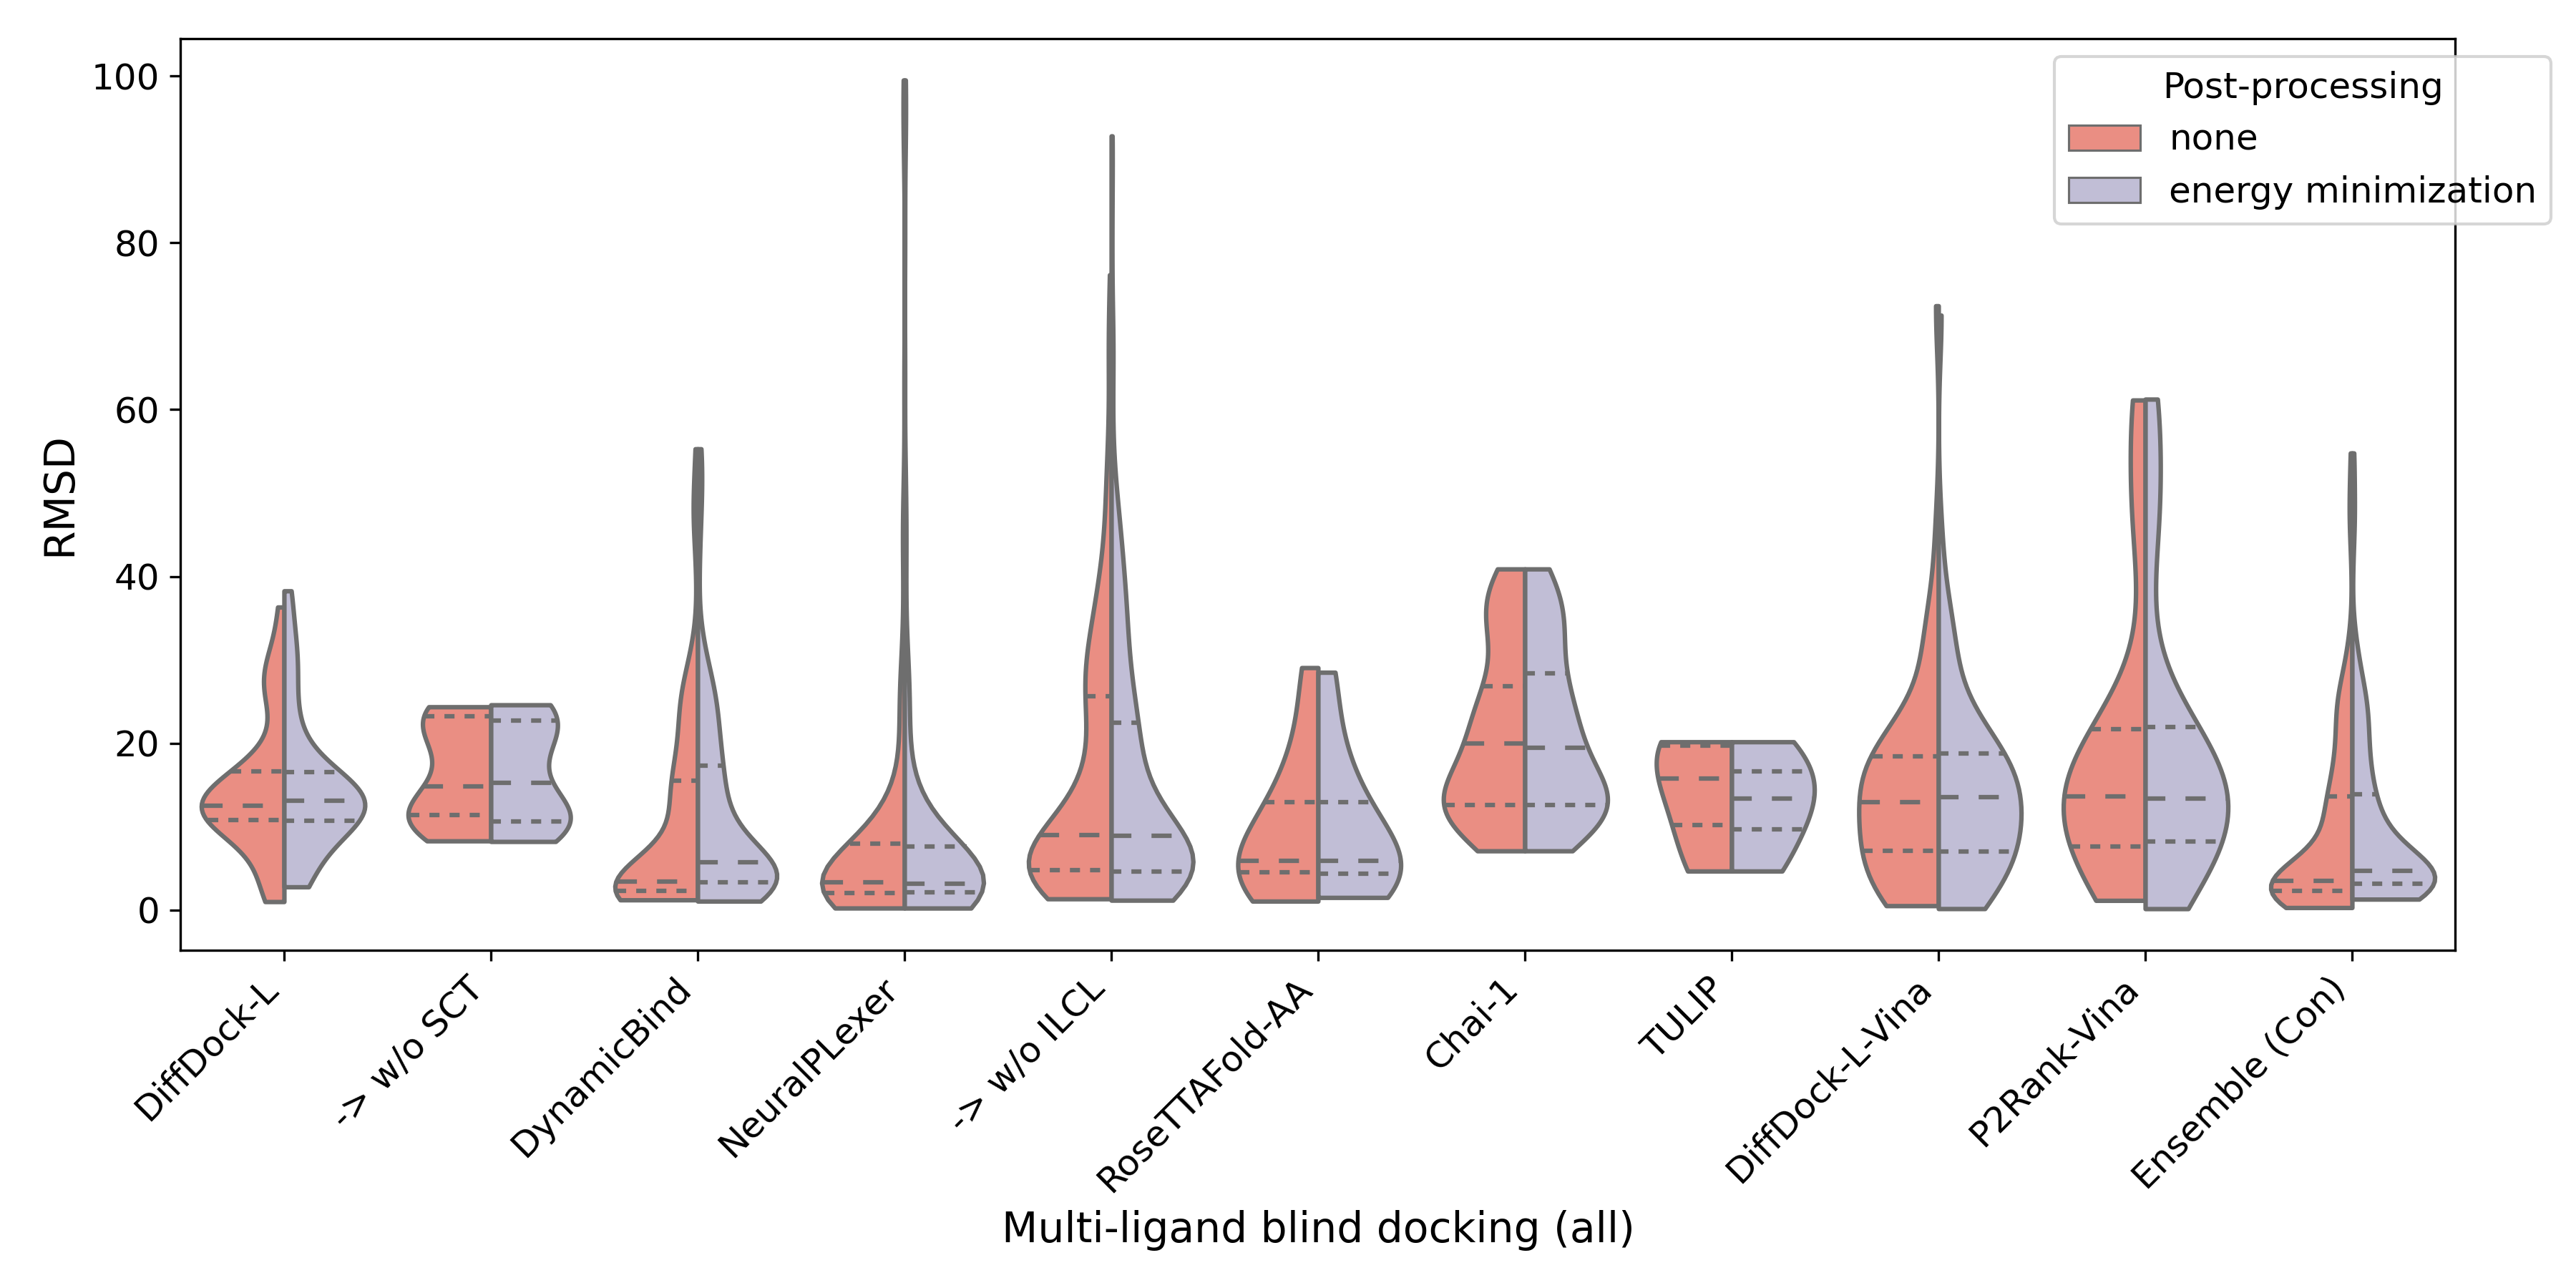 Post-processing
none
energy minimization
RMSD
100
80
60
40
20
0
DiffDock-L
-> w/o SCT
DynamicBind
NeuralPLexer
-> w/o ILCL
RoseTTAFold-AA
Chai-1
TULIP
DiffDock-L-Vina
P2Rank-Vina
Ensemble (Con)
Multi-ligand blind docking (all)